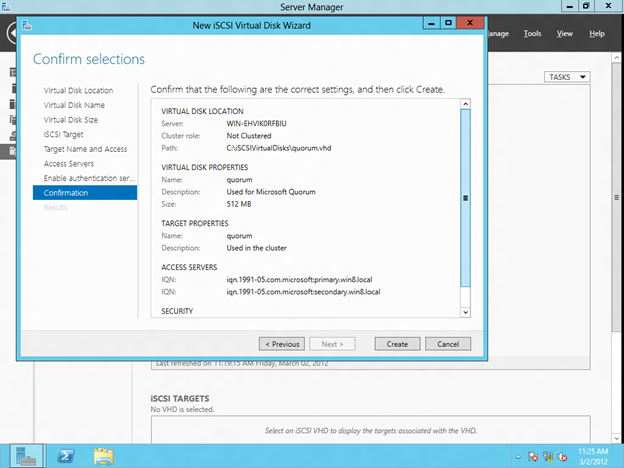 Server Manager
New iSCSI Virtual Disk Wizard
anage Tools View Help
TASKS
Confirm selections
Virtual Disk Location
Virtual Disk Name
Virtual Disk Size
iSCSI Target
Target Name and Access
Access Servers
Enable authentication ser...
Confirmation
Results
Confirm that the following are the correct settings, and then click Create.
VIRTUAL DISK LOCATION
Server: WIN-EHVIK0RFBIU
Cluster role: Not Clustered
Path: C:\iSCSIVirtualDisks\quorum.vhd
VIRTUAL DISK PROPERTIES
Name: quorum
Description: Used for Microsoft Quorum
Size: 512 MB
TARGET PROPERTIES
Name: quorum
Description: Used in the cluster
ACCESS SERVERS
IQN: iqn.1991-05.com.microsoft:primary.win8.local
IQN: iqn.1991-05.com.microsoft:secondary.win8.local
SECURITY
< Previous Next > Create Cancel
Last refreshed on 11:19:15 AM Friday, March 02, 2012
iSCSI TARGETS
No VHD is selected.
Select an iSCSI VHD to display the targets associated with the VHD.
11:25 AM
3/2/2012